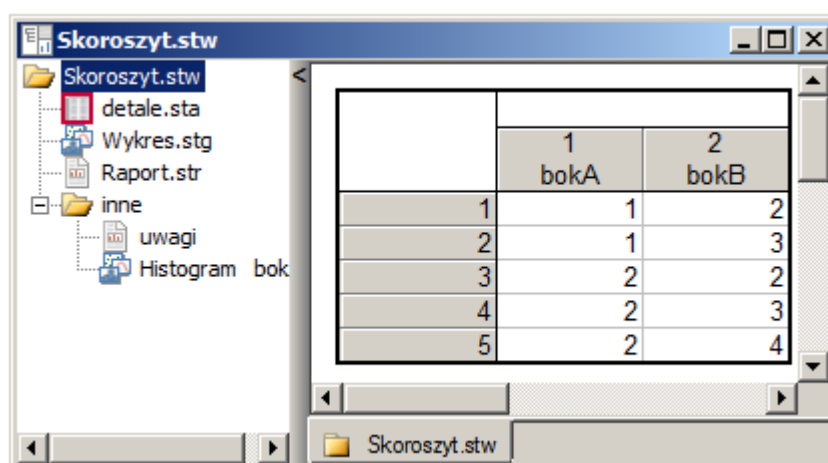 Skoroszyt.stw
Skoroszyt.stw
detale.sta
Wykres.stg
Raport.str
inne
uwagi
Histogram bok
<
1 2
bokA bokB
1 1 2
2 1 3
3 2 2
4 2 3
5 2 4
Skoroszyt.stw